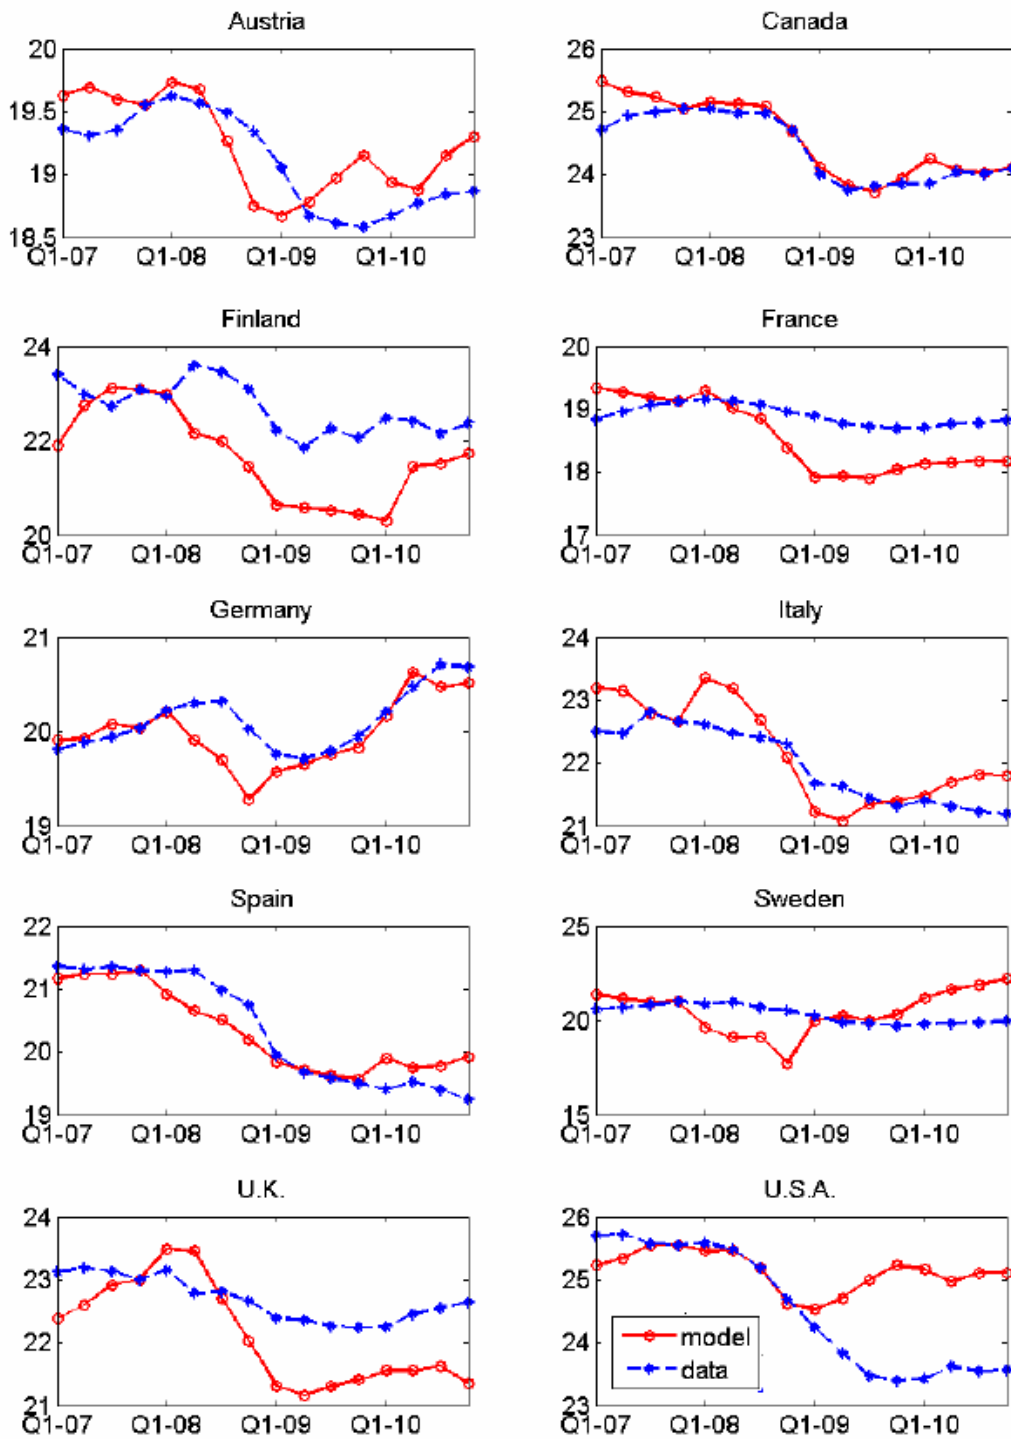 Austria
20
19.5
19
18.5
Q1-07 Q1-08 Q1-09 Q1-10
Canada
26
25
24
23
Q1-07 Q1-08 Q1-09 Q1-10
Finland
24
22
20
Q1-07 Q1-08 Q1-09 Q1-10
France
20
19
18
17
Q1-07 Q1-08 Q1-09 Q1-10
Germany
21
20
19
Q1-07 Q1-08 Q1-09 Q1-10
Italy
24
23
22
21
Q1-07 Q1-08 Q1-09 Q1-10
Spain
22
21
20
19
Q1-07 Q1-08 Q1-09 Q1-10
Sweden
25
20
15
Q1-07 Q1-08 Q1-09 Q1-10
U.K.
24
23
22
21
Q1-07 Q1-08 Q1-09 Q1-10
U.S.A.
26
25
24
23
model
data
Q1-07 Q1-08 Q1-09 Q1-10